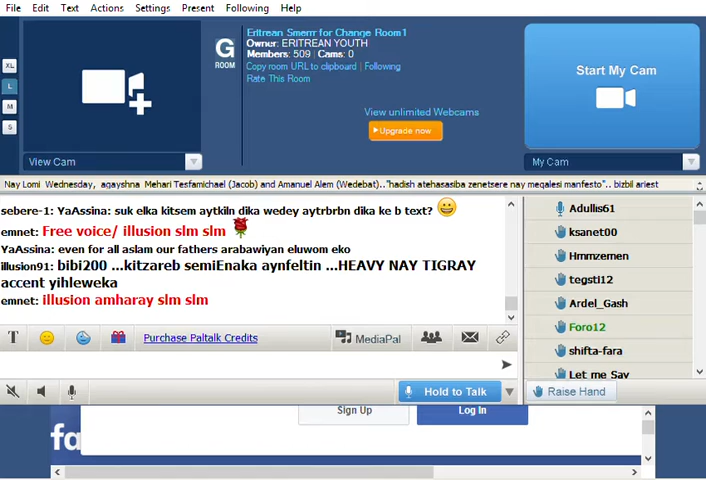 File Edit Text Actions Settings Present Following Help
XL
L
M
S
View Cam
G
ROOM
Eritrean Smerrr for Change Room1
Owner: ERITREAN YOUTH
Members: 509 | Cams: 0
Copy room URL to clipboard | Following
Rate This Room
View unlimited Webcams
Upgrade now
Start My Cam
My Cam
Nay Lomi Wednesday, agayshna Mehari Tesfamichael (Jacob) and Amanuel Alem (Wedebat).."hadish atehasasiba zenetsere nay meqalesi manfesto".. bizbil ariest
sebere-1: YaAssina: suk elka kitsem aytkiln dika wedey aytrbrbn dika ke b text?
emnet: Free voice/ illusion slm slm
YaAssina: even for all aslam our fathers arabawiyan eluwom eko
illusion91: bibi200 ...kitzareb semiEnaka aynfeltin ...HEAVY NAY TIGRAY
accent yihleweka
emnet: illusion amharay slm slm
Adullis61
ksanet00
Hmmzemen
tegsti12
Ardel_Gash
Foro12
shifta-fara
Let me Say
T
Purchase Paltalk Credits
MediaPal
Hold to Talk
Raise Hand
fa
Sign Up
Log In